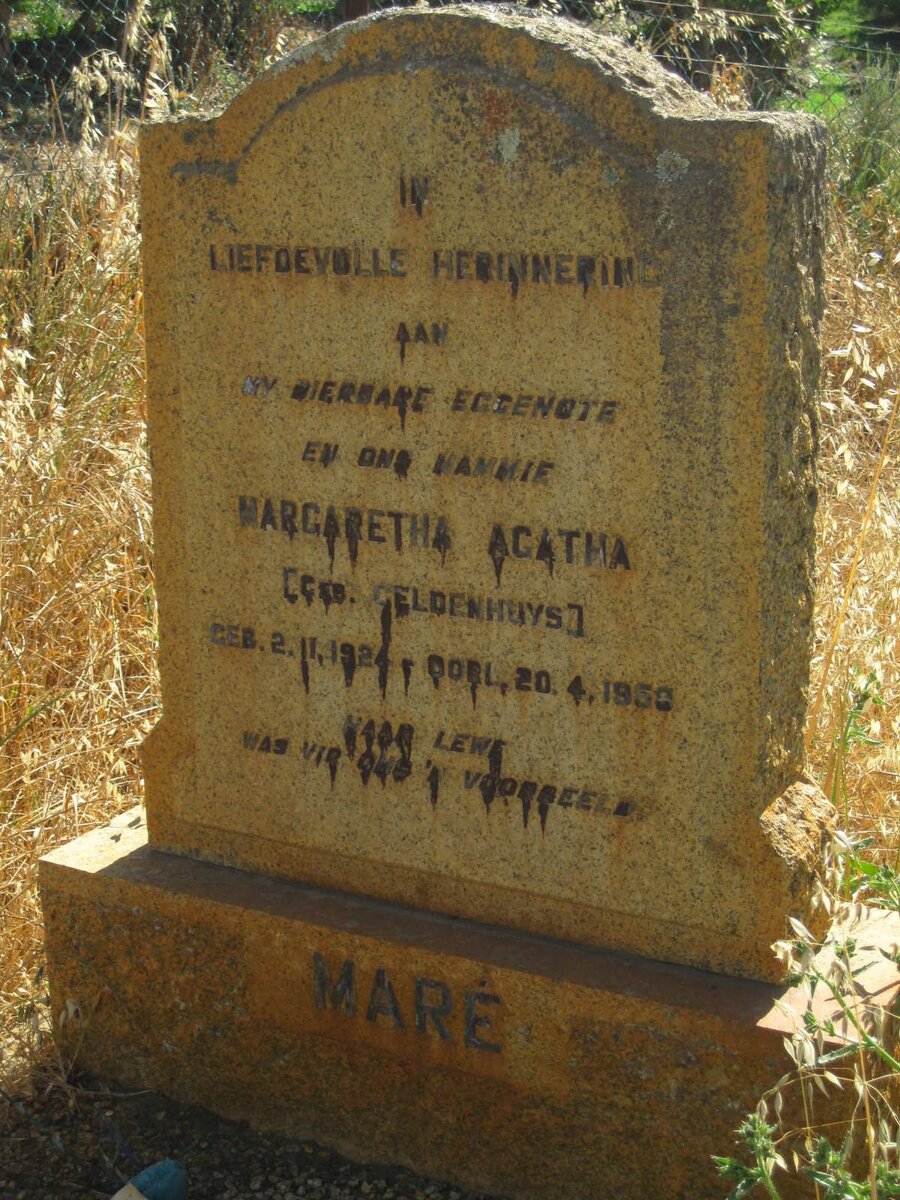 IN
LIEFDEVOLLE HERINNERING
AAN
MY DIERBARE EGGENOTE
EN ONS MAMMIE
MARGARETHA AGATHA
[GEB. GELDENHUYS]
GEB. 2. 11. 1924 - OORL. 20. 4. 1959
HAAR LEWE
WAS VIR ONS 'N VOORBEELD
MARÉ